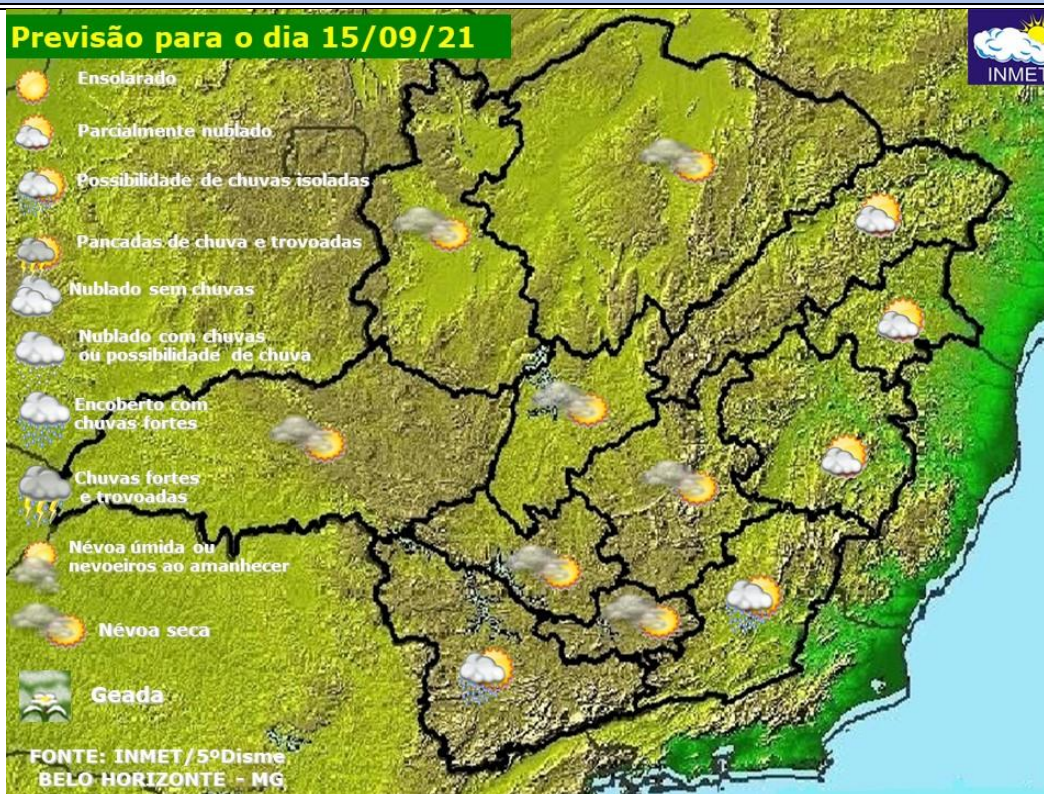 Previsão para o dia 15/09/21
INMET
Ensolarado
Parcialmente nublado
Possibilidade de chuvas isoladas
Pancadas de chuva e trovoadas
Nublado sem chuvas
Nublado com chuvas
ou possibilidade de chuva
Encoberto com
chuvas fortes
Chuvas fortes
e trovoadas
Névoa úmida ou
nevoeiros ao amanhecer
Névoa seca
Geada
FONTE: INMET/5ºDisme
BELO HORIZONTE - MG